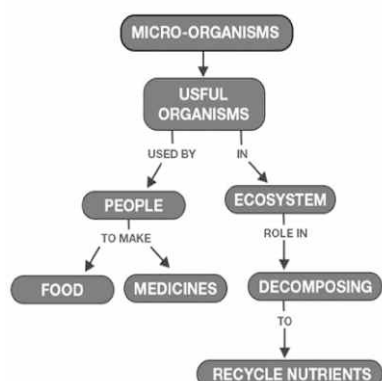 MICRO-ORGANISMS
USFUL
ORGANISMS
USED BY
IN
PEOPLE
ECOSYSTEM
TO MAKE
ROLE IN
FOOD
MEDICINES
DECOMPOSING
TO
RECYCLE NUTRIENTS